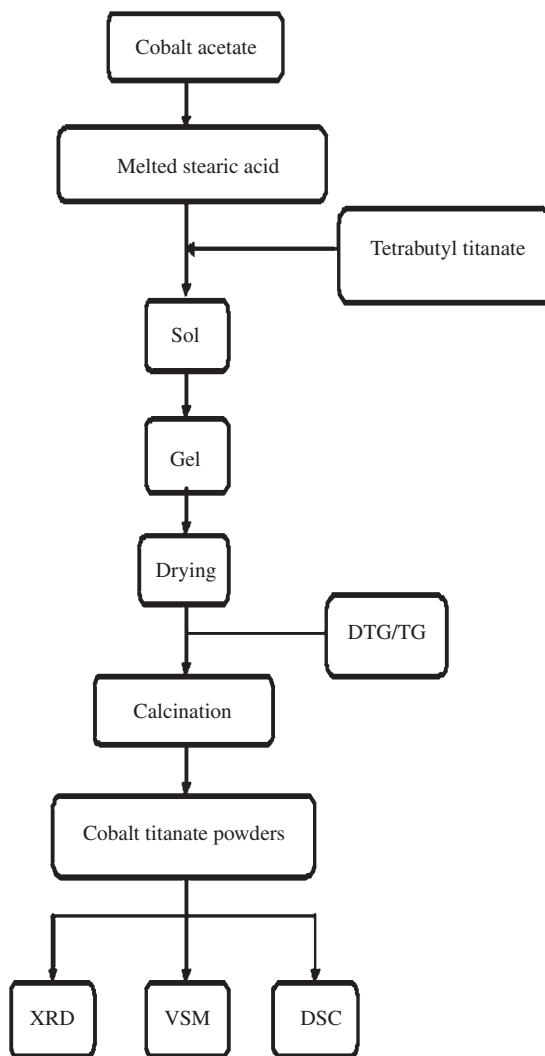 Cobalt acetate
Melted stearic acid
Tetrabutyl titanate
Sol
Gel
Drying
DTG/TG
Calcination
Cobalt titanate powders
XRD
VSM
DSC